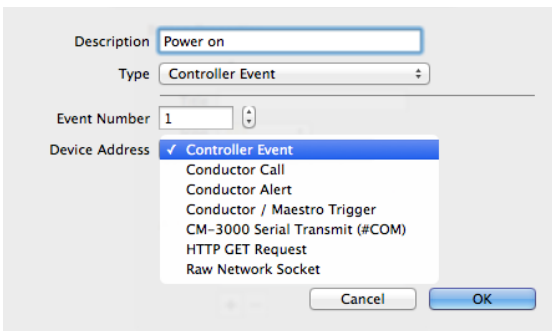 Description Power on
Type Controller Event
Event Number 1
Device Address ✓ Controller Event
Conductor Call
Conductor Alert
Conductor / Maestro Trigger
CM-3000 Serial Transmit (#COM)
HTTP GET Request
Raw Network Socket
Cancel OK